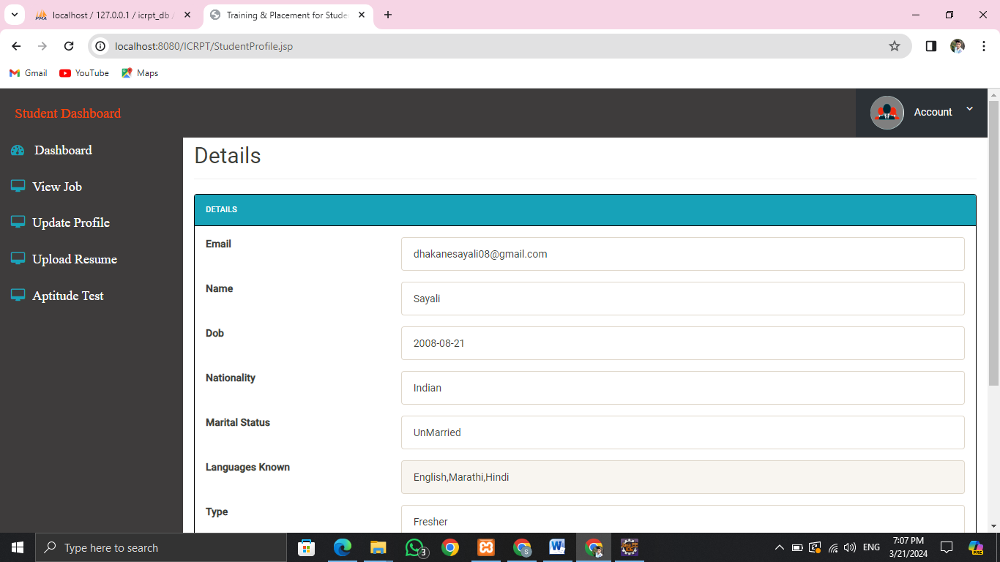 localhost / 127.0.0.1 / icrpt_db /
Training & Placement for Stude
localhost:8080/ICRPT/StudentProfile.jsp
Gmail YouTube Maps
Student Dashboard
Account
Dashboard
View Job
Update Profile
Upload Resume
Aptitude Test
Details
DETAILS
Email dhakanesayali08@gmail.com
Name Sayali
Dob 2008-08-21
Nationality Indian
Marital Status UnMarried
Languages Known English,Marathi,Hindi
Type Fresher
Type here to search
3
S
ENG
7:07 PM
3/21/2024
PRE